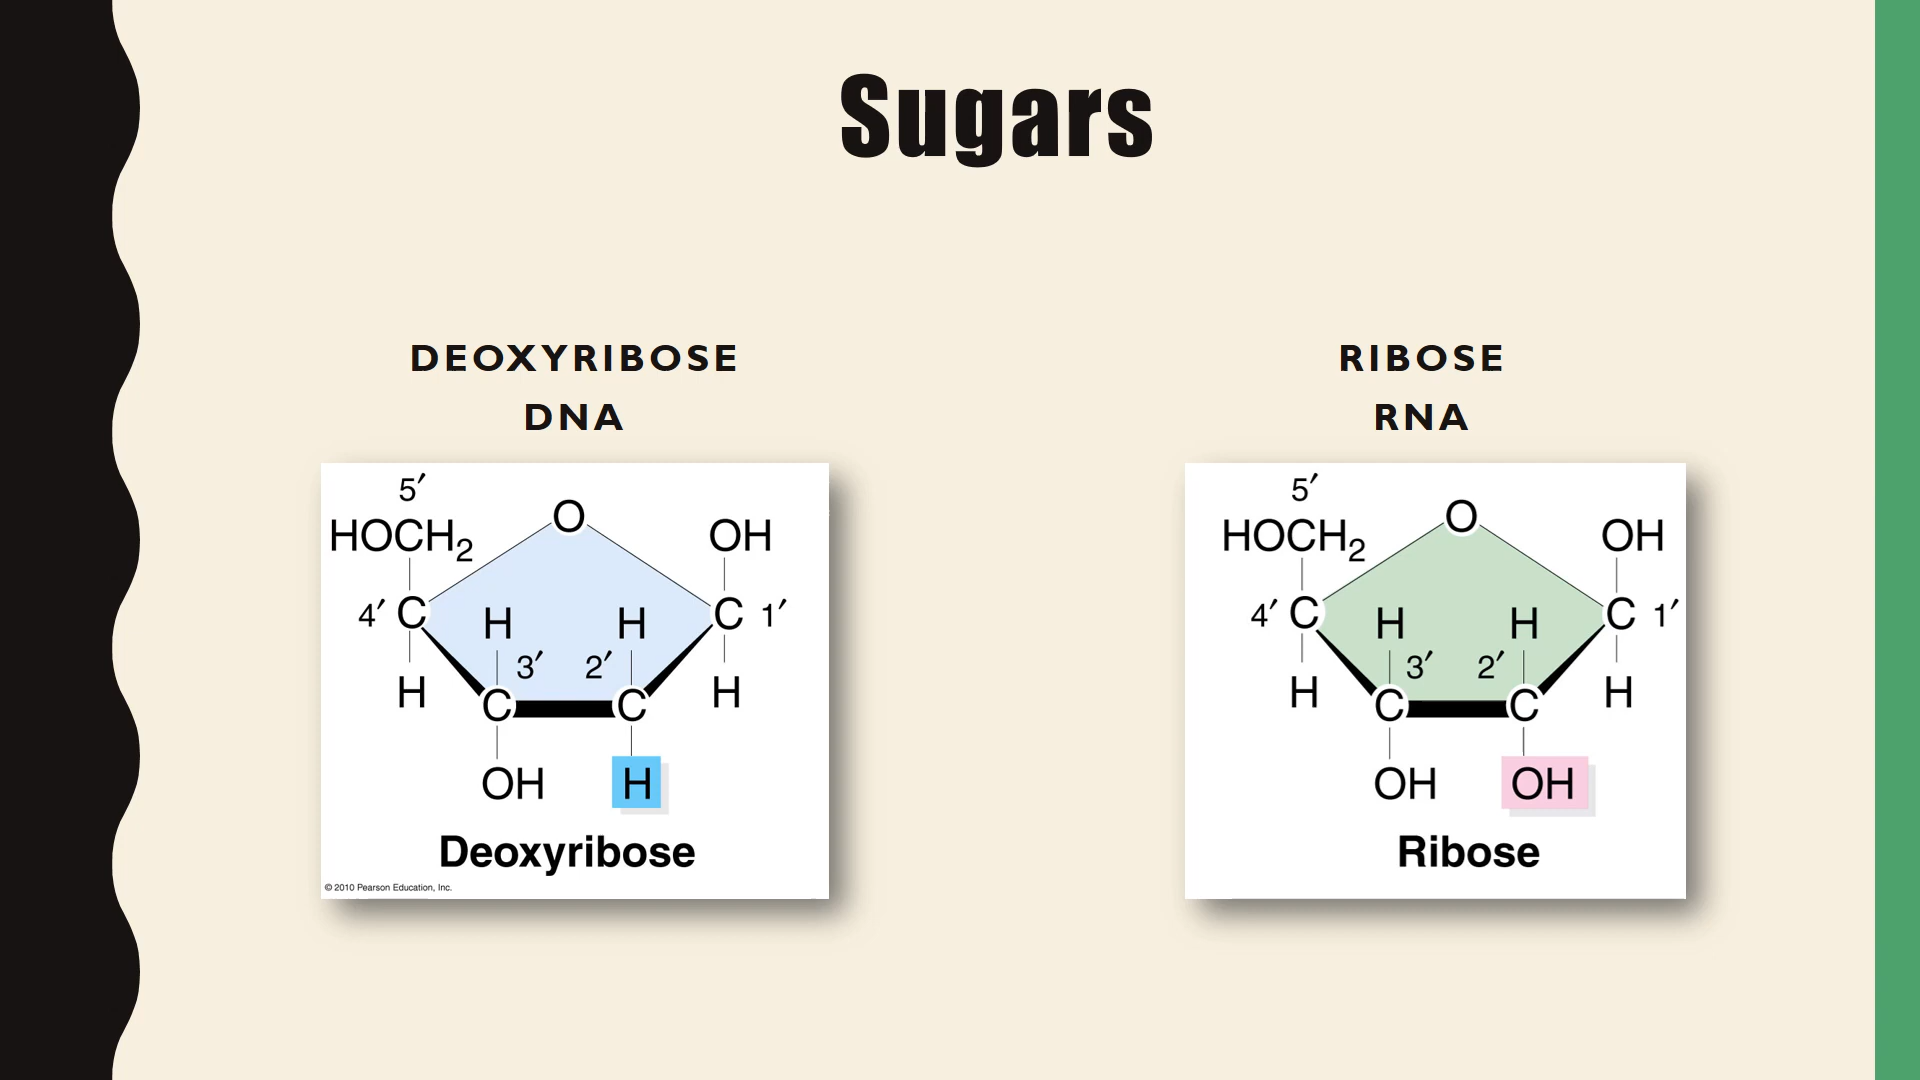 Sugars
DEOXYRIBOSE
DNA
5′
HOCH2
O
OH
4′ C
H
H
C 1′
3′
2′
H
C
C
H
OH
H
Deoxyribose
© 2010 Pearson Education, Inc.
RIBOSE
RNA
5′
HOCH2
O
OH
4′ C
H
H
C 1′
3′
2′
H
C
C
H
OH
OH
Ribose